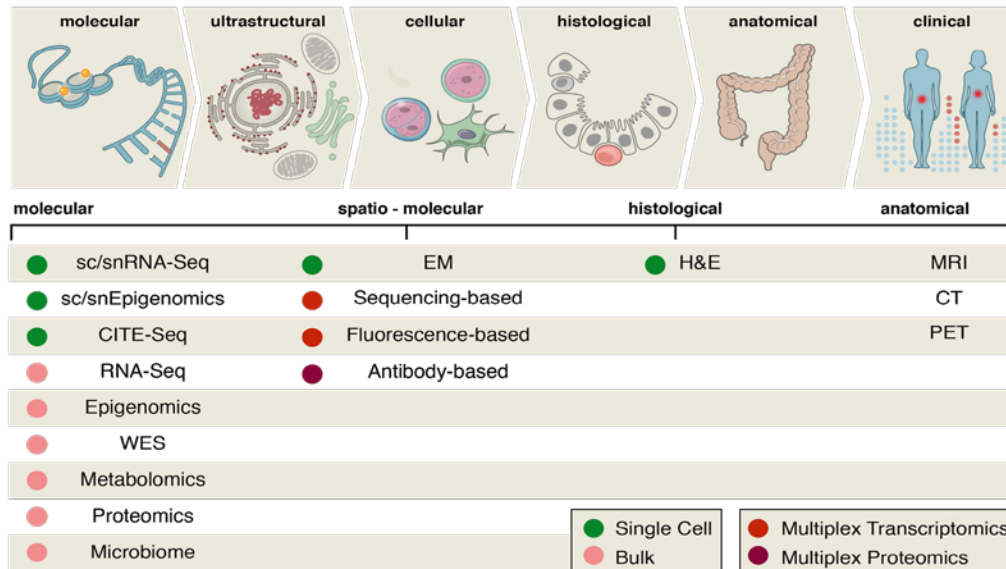 molecular ultrastructural cellular histological anatomical clinical
molecular spatio - molecular histological anatomical
sc/snRNA-Seq EM H&E MRI
sc/snEpigenomics Sequencing-based CT
CITE-Seq Fluorescence-based PET
RNA-Seq Antibody-based
Epigenomics
WES
Metabolomics
Proteomics
Microbiome
Single Cell Multiplex Transcriptomics
Bulk Multiplex Proteomics